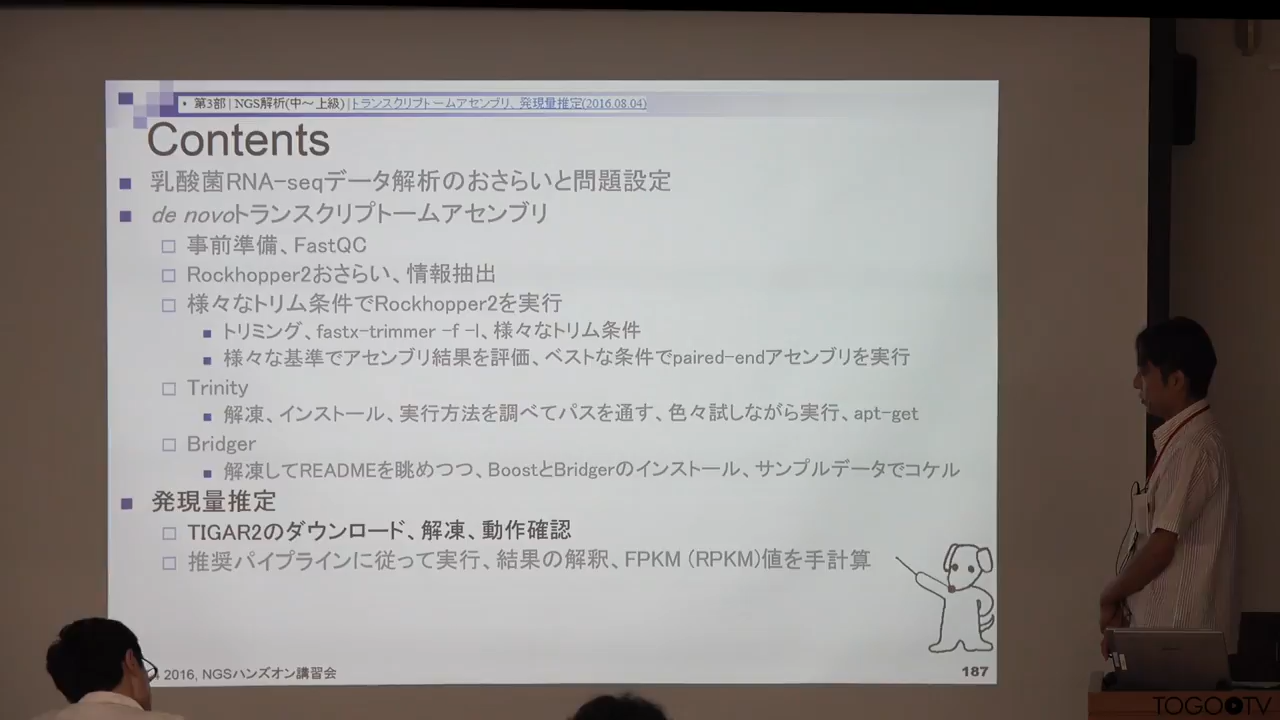 • 第3部 | NGS解析(中～上級) | トランスクリプトームアセンブリ、発現量推定(2016.08.04)
Contents
乳酸菌RNA-seqデータ解析のおさらいと問題設定
de novoトランスクリプトームアセンブリ
事前準備、FastQC
Rockhopper2おさらい、情報抽出
様々なトリム条件でRockhopper2を実行
トリミング、fastx-trimmer -f -l、様々なトリム条件
様々な基準でアセンブリ結果を評価、ベストな条件でpaired-endアセンブリを実行
Trinity
解凍、インストール、実行方法を調べてパスを通す、色々試しながら実行、apt-get
Bridger
解凍してREADMEを眺めつつ、BoostとBridgerのインストール、サンプルデータでコケル
発現量推定
TIGAR2のダウンロード、解凍、動作確認
推奨パイプラインに従って実行、結果の解釈、FPKM (RPKM)値を手計算
2016, NGSハンズオン講習会
187
TOGOTV